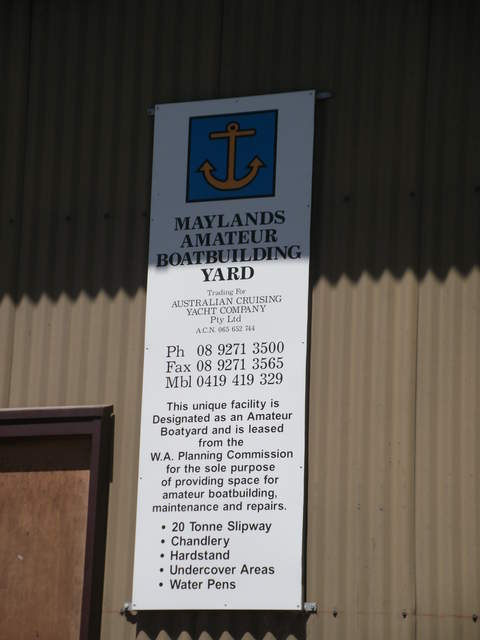 MAYLANDS
AMATEUR
BOATBUILDING
YARD
Trading For
AUSTRALIAN CRUISING
YACHT COMPANY
Pty Ltd
A.C.N. 065 652 744
Ph 08 9271 3500
Fax 08 9271 3565
Mbl 0419 419 329
This unique facility is
Designated as an Amateur
Boatyard and is leased
from the
W.A. Planning Commission
for the sole purpose
of providing space for
amateur boatbuilding,
maintenance and repairs.
• 20 Tonne Slipway
• Chandlery
• Hardstand
• Undercover Areas
• Water Pens